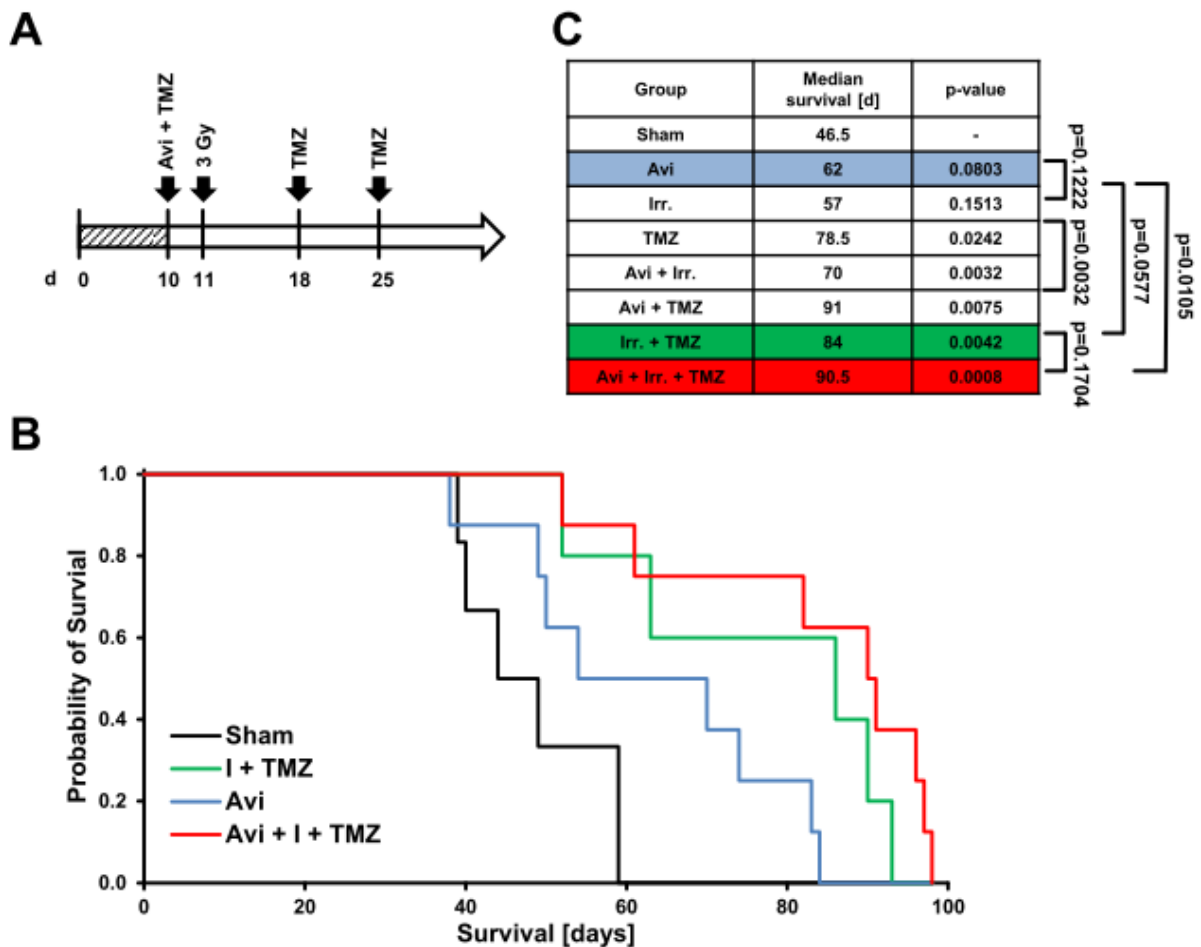 A
Avi + TMZ
3 Gy
TMZ
TMZ
d 0 10 11 18 25
C
Group Median survival [d] p-value
Sham 46.5 -
Avi 62 0.0803
Irr. 57 0.1513
TMZ 78.5 0.0242
Avi + Irr. 70 0.0032
Avi + TMZ 91 0.0075
Irr. + TMZ 84 0.0042
Avi + Irr. + TMZ 90.5 0.0008
p=0.1222
p=0.0032
p=0.1704
p=0.0577
p=0.0105
B
Probability of Survial
1.0
0.8
0.6
0.4
0.2
0.0
Sham
I + TMZ
Avi
Avi + I + TMZ
0 20 40 60 80 100
Survival [days]